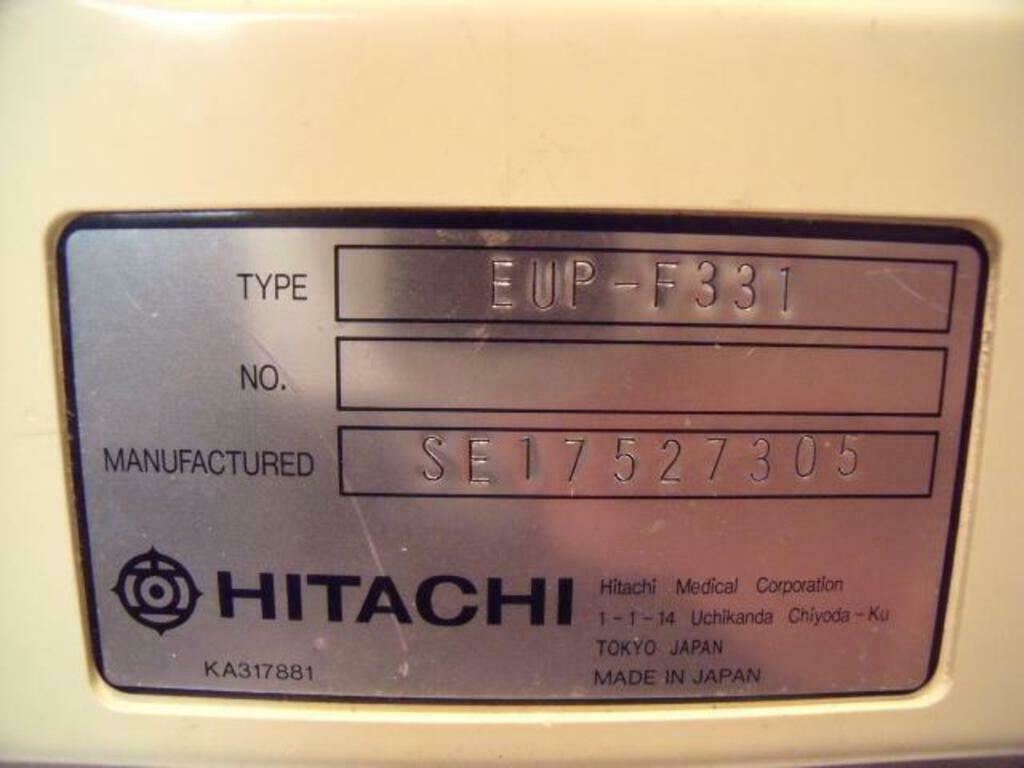 TYPE EUP-F331
NO.
MANUFACTURED SE17527305
HITACHI
Hitachi Medical Corporation
1-1-14 Uchikanda Chiyoda-Ku
TOKYO JAPAN
MADE IN JAPAN
KA317881